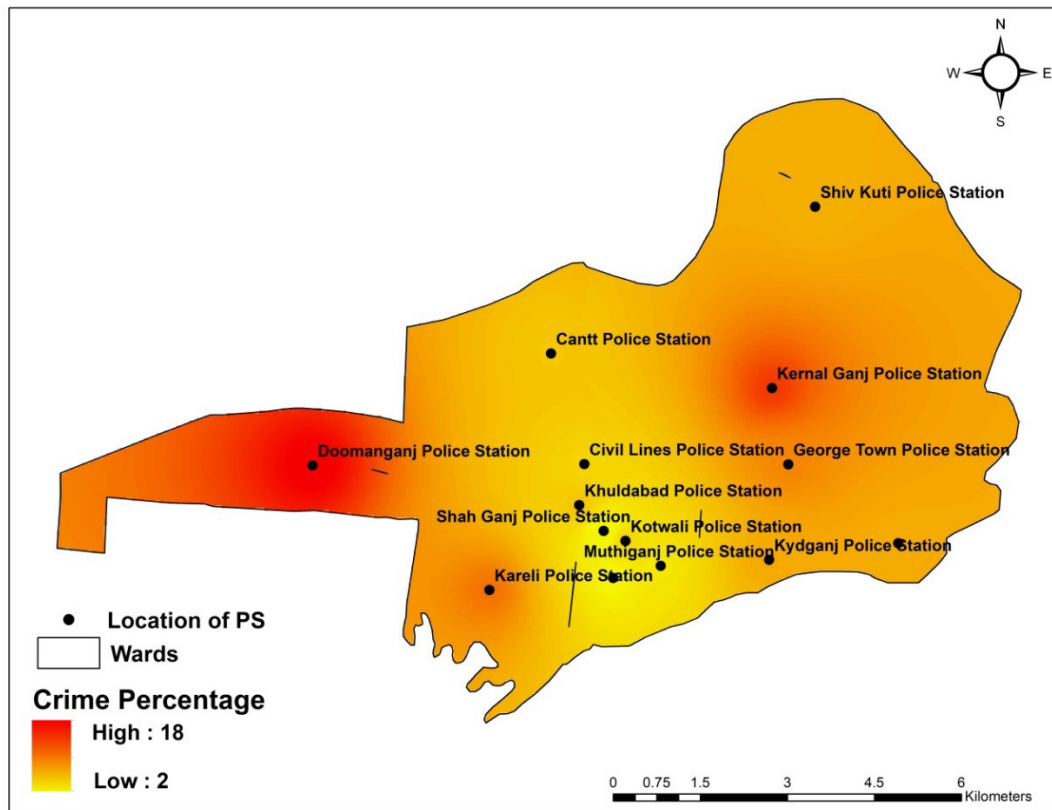 N
W E
S
Shiv Kuti Police Station
Cantt Police Station
Kernal Ganj Police Station
Doomanganj Police Station
Civil Lines Police Station
George Town Police Station
Khuldabad Police Station
Shah Ganj Police Station
Kotwali Police Station
Muthiganj Police Station
Kydganj Police Station
Kareli Police Station
Location of PS
Wards
Crime Percentage
High : 18
Low : 2
0 0.75 1.5 3 4.5 6
Kilometers